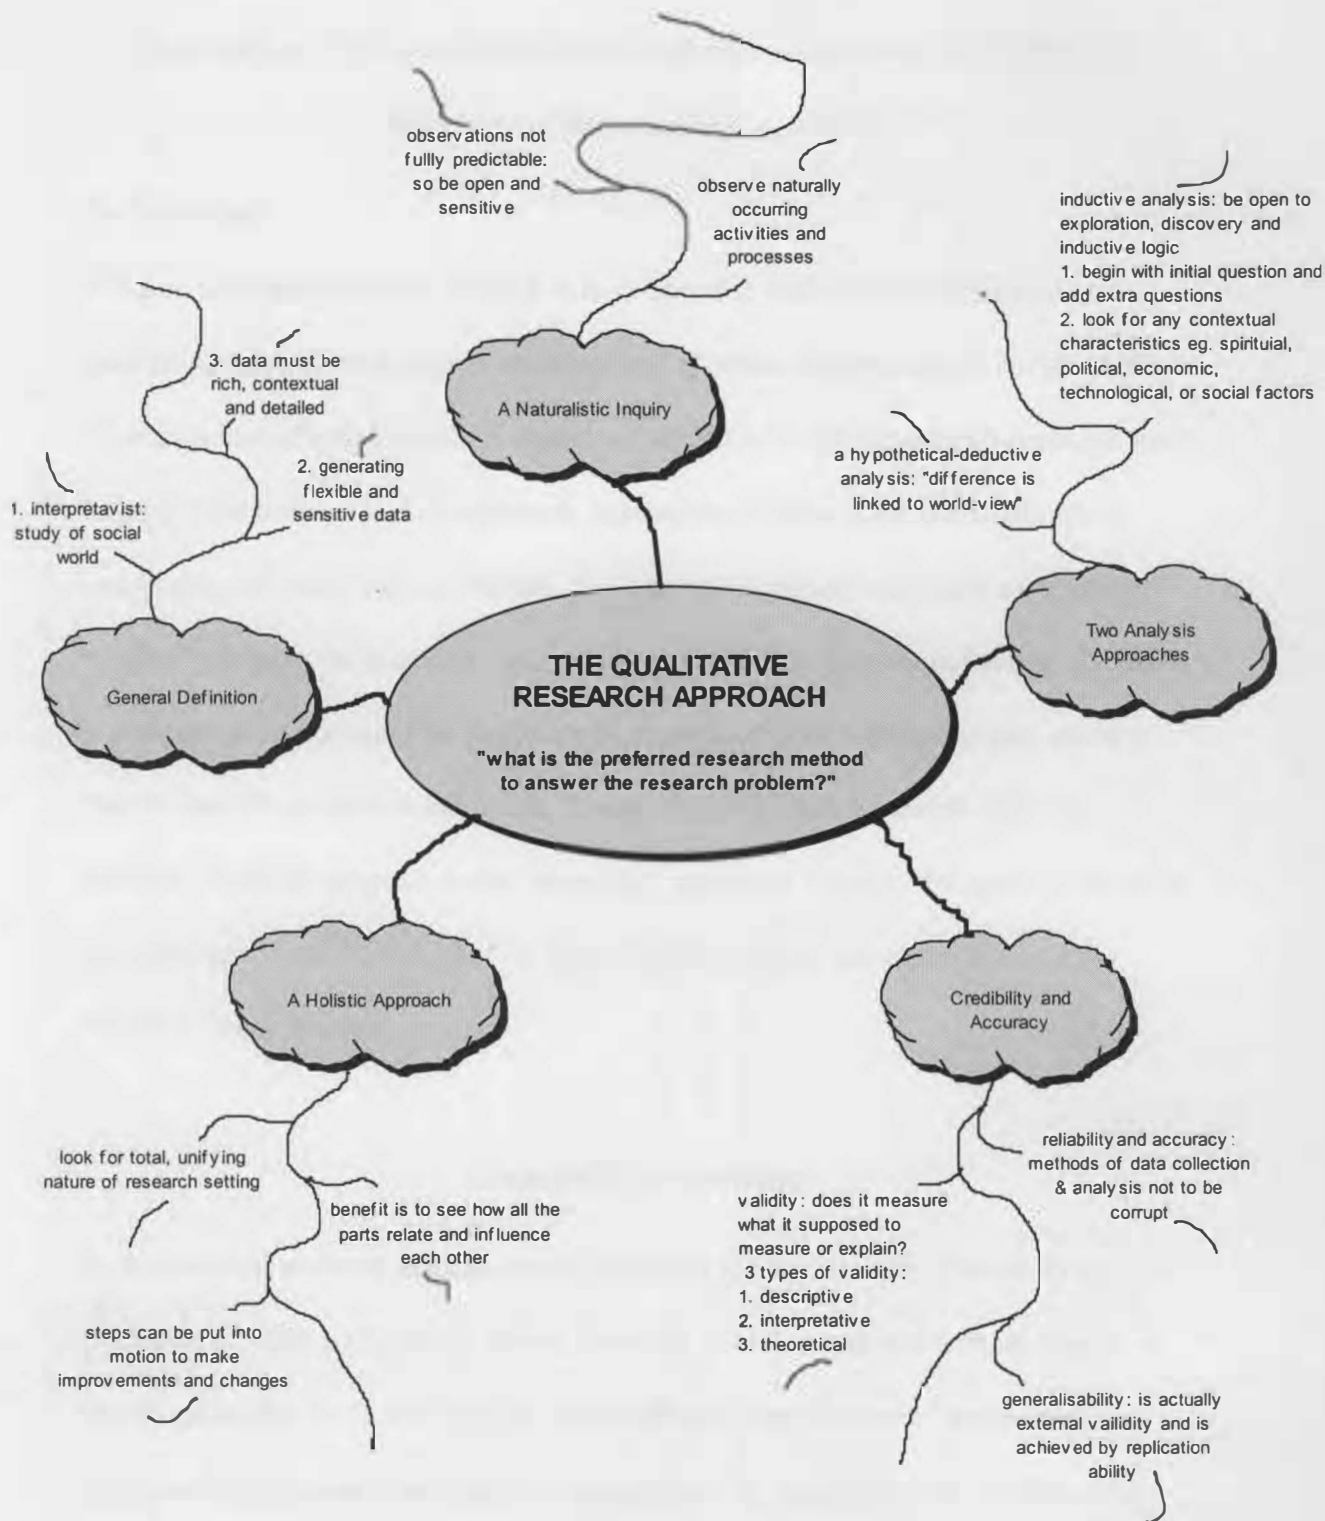 observations not
fullly predictable:
so be open and
sensitive
observe naturally
occurring
activities and
processes
A Naturalistic Inquiry
inductive analysis: be open to
exploration, discovery and
inductive logic
1. begin with initial question and
add extra questions
2. look for any contextual
characteristics eg. spirituial,
political, economic,
technological, or social factors
a hypothetical-deductive
analysis: "difference is
linked to world-view"
Two Analysis
Approaches
3. data must be
rich, contextual
and detailed
2. generating
flexible and
sensitive data
1. interpretavist:
study of social
world
General Definition
THE QUALITATIVE
RESEARCH APPROACH
"what is the preferred research method
to answer the research problem?"
A Holistic Approach
look for total, unifying
nature of research setting
benefit is to see how all the
parts relate and influence
each other
steps can be put into
motion to make
improvements and changes
Credibility and
Accuracy
reliability and accuracy:
methods of data collection
& analysis not to be
corrupt
validity: does it measure
what it supposed to
measure or explain?
3 types of validity:
1. descriptive
2. interpretative
3. theoretical
generalisability: is actually
external vailidity and is
achieved by replication
ability